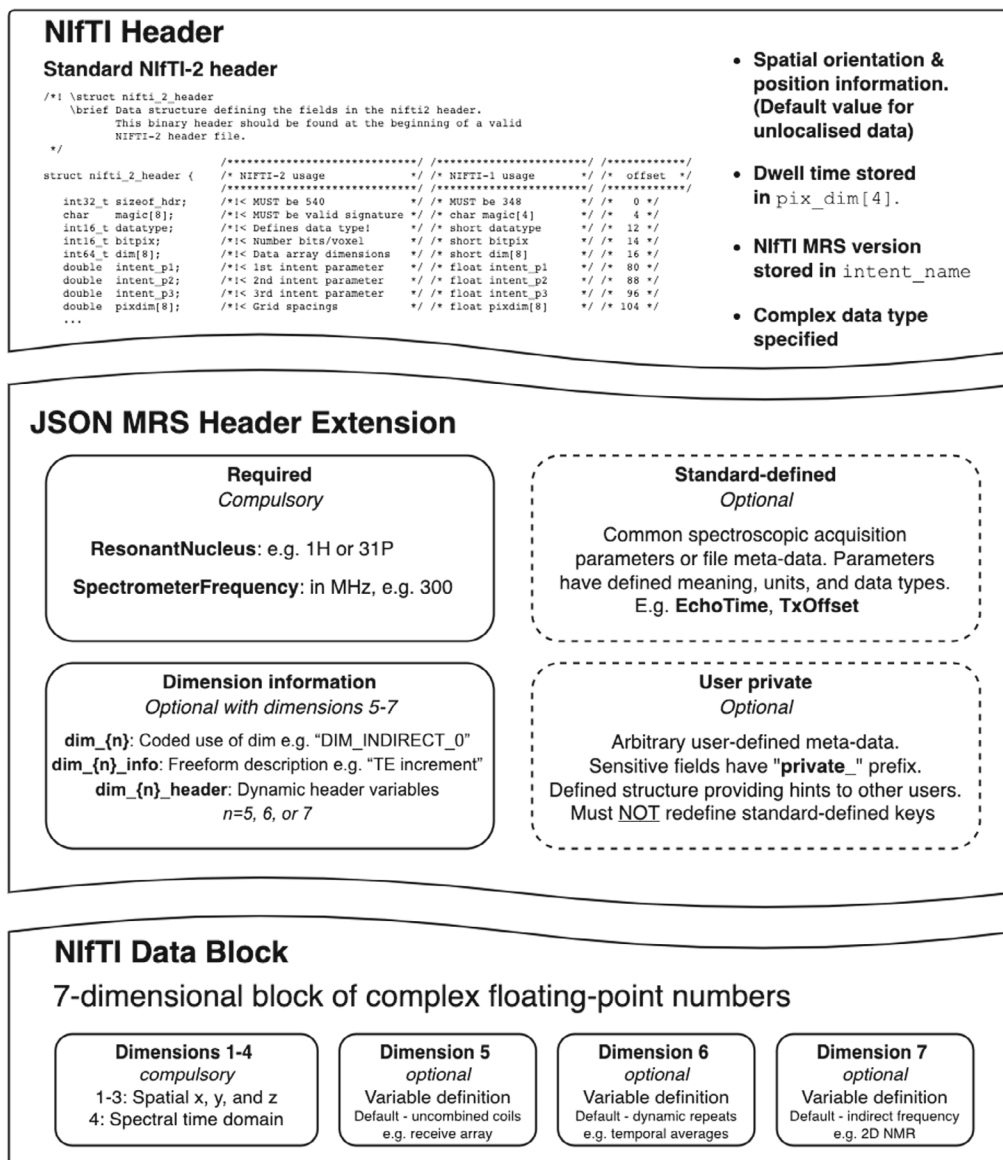 NIfTI Header
Standard NIfTI-2 header
/*! \struct nifti_2_header
\brief Data structure defining the fields in the nifti2 header.
This binary header should be found at the beginning of a valid
NIFTI-2 header file.
*/
/*****************************/ /***********************/ /************/
struct nifti_2_header { /* NIFTI-2 usage */ /* NIFTI-1 usage */ /* offset */
/*****************************/ /***********************/ /************/
int32_t sizeof_hdr; /*!< MUST be 540 */ /* MUST be 348 */ /* 0 */
char magic[8]; /*!< MUST be valid signature */ /* char magic[4] */ /* 4 */
int16_t datatype; /*!< Defines data type! */ /* short datatype */ /* 12 */
int16_t bitpix; /*!< Number bits/voxel */ /* short bitpix */ /* 14 */
int64_t dim[8]; /*!< Data array dimensions */ /* short dim[8] */ /* 16 */
double intent_p1; /*!< 1st intent parameter */ /* float intent_p1 */ /* 80 */
double intent_p2; /*!< 2nd intent parameter */ /* float intent_p2 */ /* 88 */
double intent_p3; /*!< 3rd intent parameter */ /* float intent_p3 */ /* 96 */
double pixdim[8]; /*!< Grid spacings */ /* float pixdim[8] */ /* 104 */
...
• Spatial orientation &
position information.
(Default value for
unlocalised data)
• Dwell time stored
in pix_dim[4].
• NIfTI MRS version
stored in intent_name
• Complex data type
specified
JSON MRS Header Extension
Required
Compulsory
ResonantNucleus: e.g. 1H or 31P
SpectrometerFrequency: in MHz, e.g. 300
Standard-defined
Optional
Common spectroscopic acquisition
parameters or file meta-data. Parameters
have defined meaning, units, and data types.
E.g. EchoTime, TxOffset
Dimension information
Optional with dimensions 5-7
dim_{n}: Coded use of dim e.g. “DIM_INDIRECT_0”
dim_{n}_info: Freeform description e.g. “TE increment”
dim_{n}_header: Dynamic header variables
n=5, 6, or 7
User private
Optional
Arbitrary user-defined meta-data.
Sensitive fields have "private_" prefix.
Defined structure providing hints to other users.
Must NOT redefine standard-defined keys
NIfTI Data Block
7-dimensional block of complex floating-point numbers
Dimensions 1-4
compulsory
1-3: Spatial x, y, and z
4: Spectral time domain
Dimension 5
optional
Variable definition
Default - uncombined coils
e.g. receive array
Dimension 6
optional
Variable definition
Default - dynamic repeats
e.g. temporal averages
Dimension 7
optional
Variable definition
Default - indirect frequency
e.g. 2D NMR